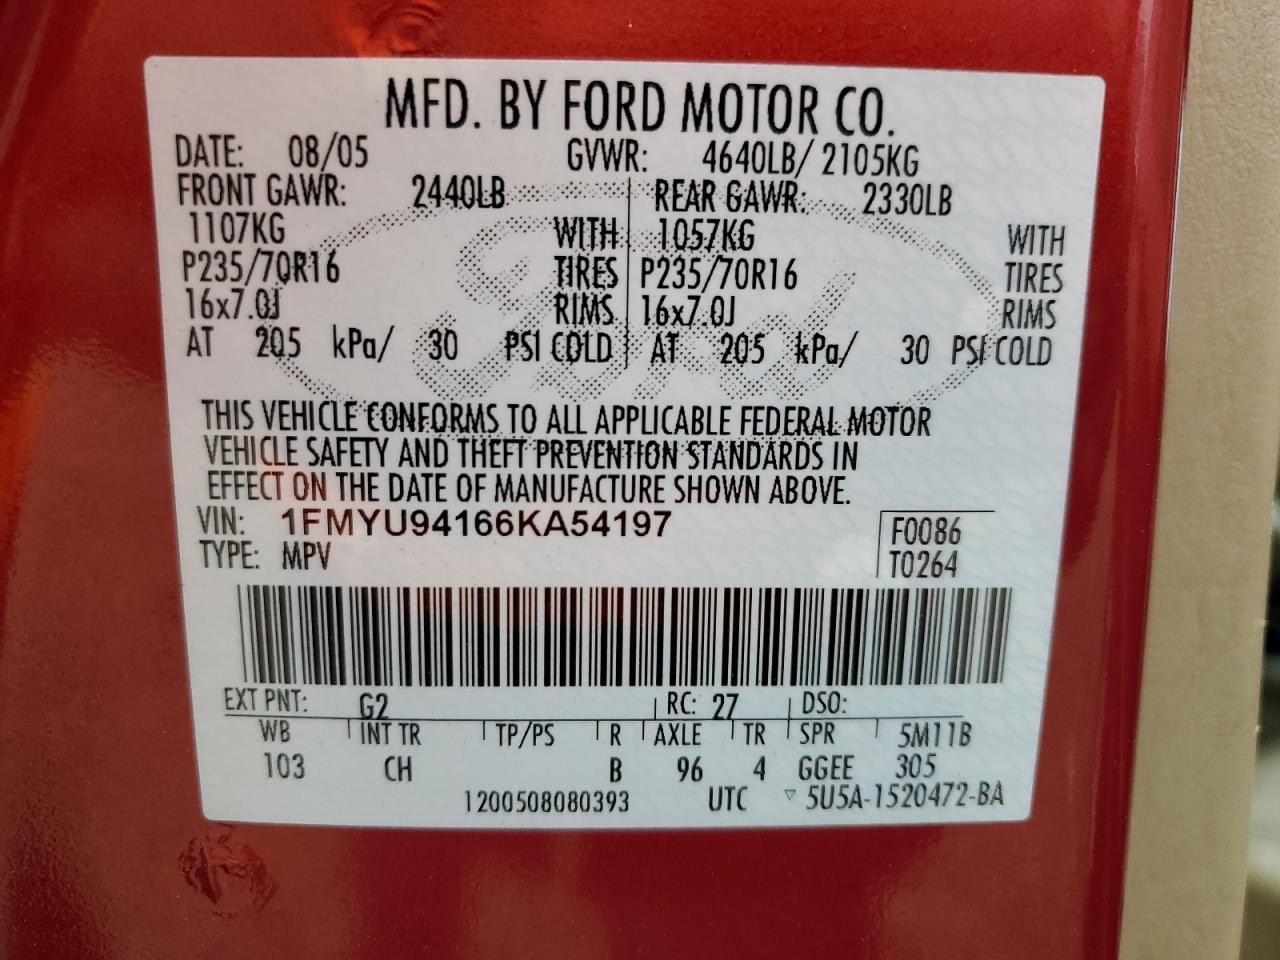 MFD. BY FORD MOTOR CO.
DATE: 08/05 GVWR: 4640LB/ 2105KG
FRONT GAWR: 2440LB REAR GAWR: 2330LB
1107KG WITH 1057KG WITH
P235/70R16 TIRES P235/70R16 TIRES
16x7.0J RIMS 16x7.0J RIMS
AT 205 kPa/ 30 PSI COLD AT 205 kPa/ 30 PSI COLD
THIS VEHICLE CONFORMS TO ALL APPLICABLE FEDERAL MOTOR
VEHICLE SAFETY AND THEFT PREVENTION STANDARDS IN
EFFECT ON THE DATE OF MANUFACTURE SHOWN ABOVE.
VIN: 1FMYU94166KA54197 F0086
TYPE: MPV T0264
EXT PNT: G2 RC: 27 DSO:
WB INT TR TP/PS R AXLE TR SPR 5M11B
103 CH B 96 4 GGEE 305
1200508080393 UTC ▽ 5U5A-1520472-BA